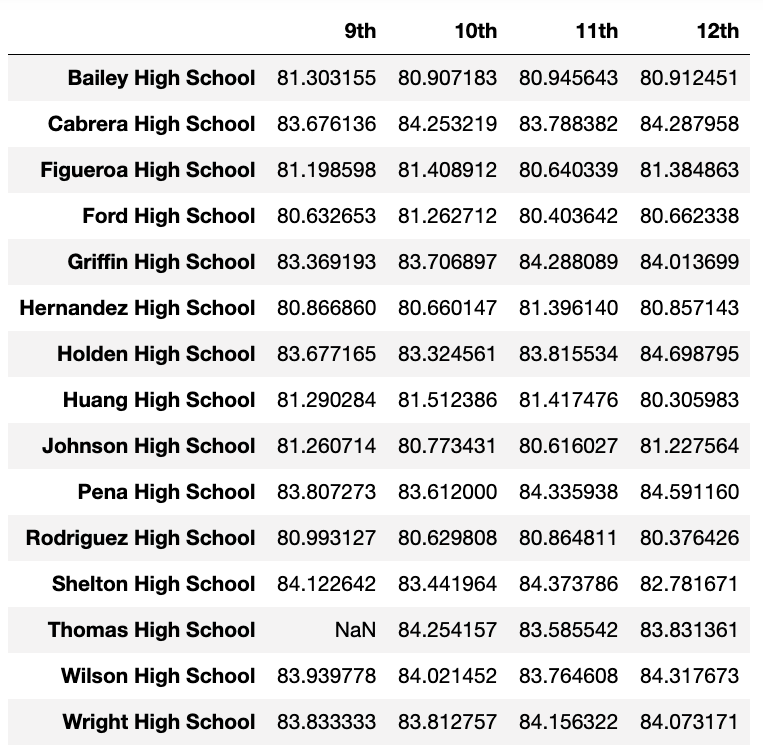 9th 10th 11th 12th
Bailey High School 81.303155 80.907183 80.945643 80.912451
Cabrera High School 83.676136 84.253219 83.788382 84.287958
Figueroa High School 81.198598 81.408912 80.640339 81.384863
Ford High School 80.632653 81.262712 80.403642 80.662338
Griffin High School 83.369193 83.706897 84.288089 84.013699
Hernandez High School 80.866860 80.660147 81.396140 80.857143
Holden High School 83.677165 83.324561 83.815534 84.698795
Huang High School 81.290284 81.512386 81.417476 80.305983
Johnson High School 81.260714 80.773431 80.616027 81.227564
Pena High School 83.807273 83.612000 84.335938 84.591160
Rodriguez High School 80.993127 80.629808 80.864811 80.376426
Shelton High School 84.122642 83.441964 84.373786 82.781671
Thomas High School NaN 84.254157 83.585542 83.831361
Wilson High School 83.939778 84.021452 83.764608 84.317673
Wright High School 83.833333 83.812757 84.156322 84.073171